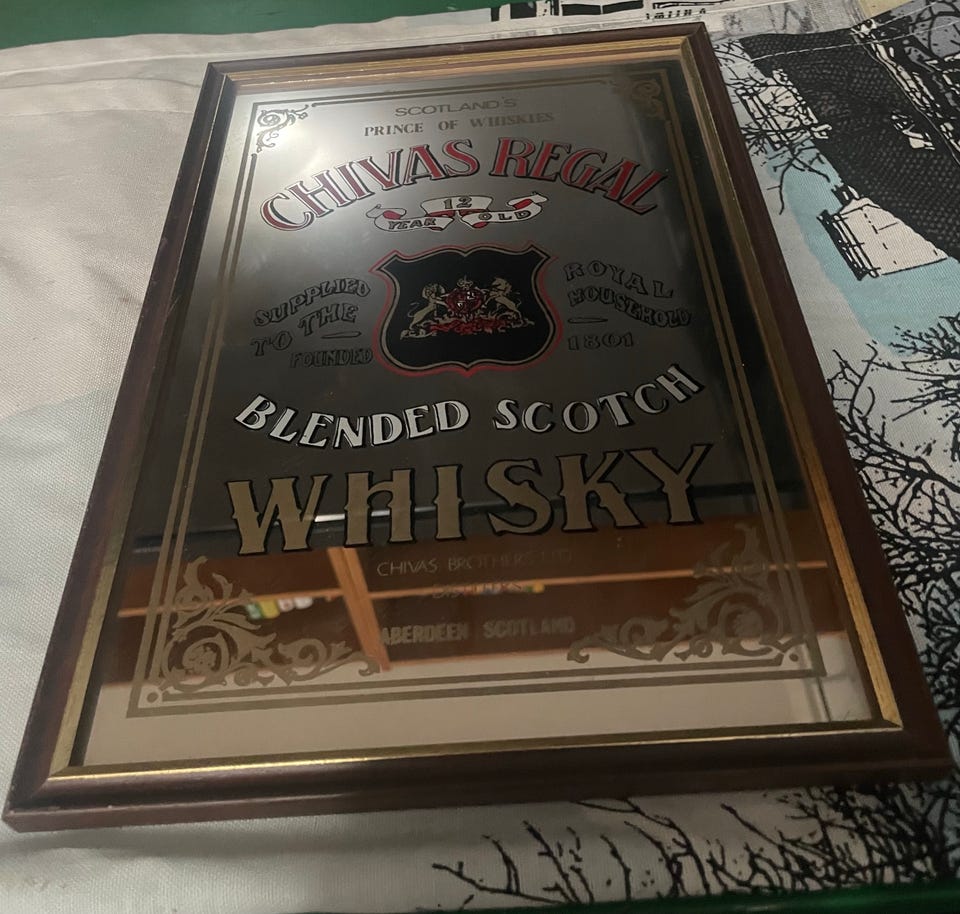 SCOTLAND'S
PRINCE OF WHISKIES
CHIVAS REGAL
12
YEAR OLD
SUPPLIED ROYAL
TO THE HOUSEHOLD
FOUNDED 1801
BLENDED SCOTCH
WHISKY
CHIVAS BROTHERS LTD
DISTILLERS
ABERDEEN SCOTLAND